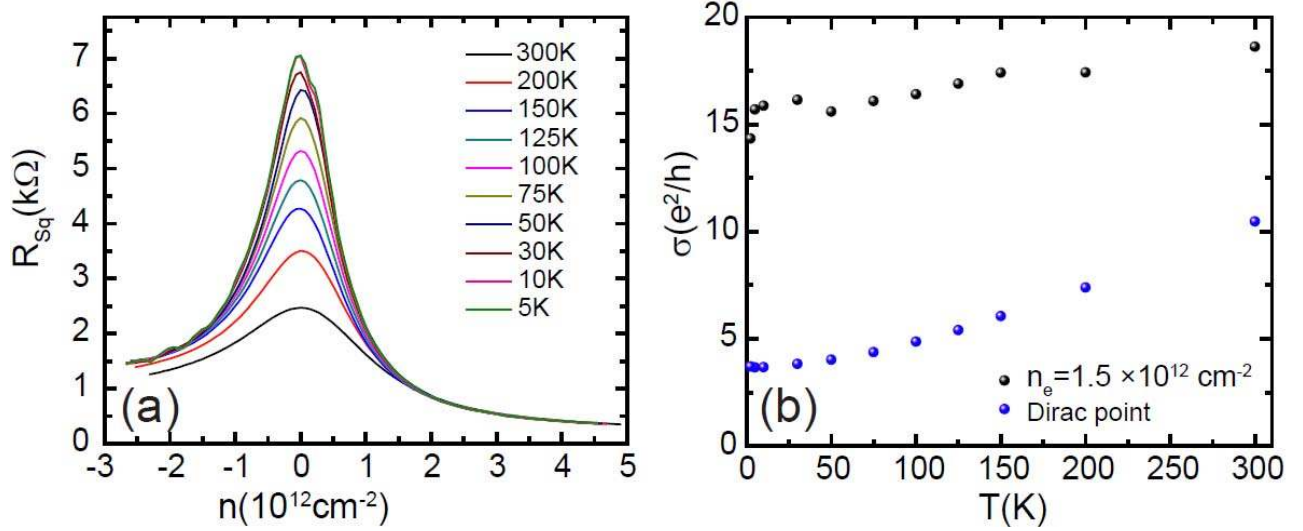 7
6
5
4
3
2
1
0
R_Sq(kΩ)
300K
200K
150K
125K
100K
75K
50K
30K
10K
5K
(a)
-3 -2 -1 0 1 2 3 4 5
n(10¹²cm⁻²)
20
15
10
5
0
σ(e²/h)
n_e=1.5 ×10¹² cm⁻²
Dirac point
(b)
0 50 100 150 200 250 300
T(K)